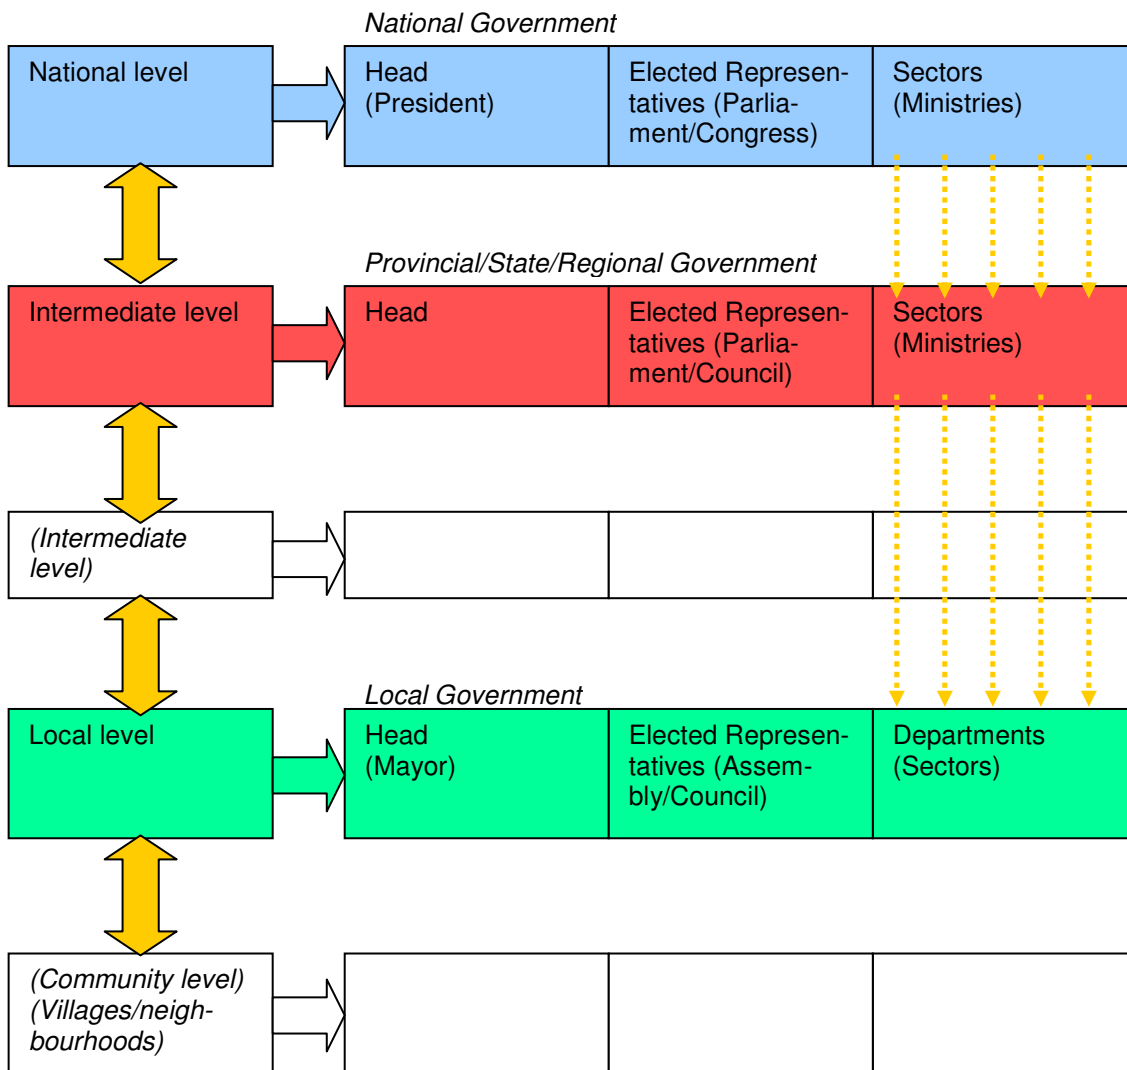 National Government
National level
Head
(President)
Elected Represen-
tatives (Parlia-
ment/Congress)
Sectors
(Ministries)
Provincial/State/Regional Government
Intermediate level
Head
Elected Represen-
tatives (Parlia-
ment/Council)
Sectors
(Ministries)
(Intermediate
level)
Local Government
Local level
Head
(Mayor)
Elected Represen-
tatives (Assem-
bly/Council)
Departments
(Sectors)
(Community level)
(Villages/neigh-
bourhoods)